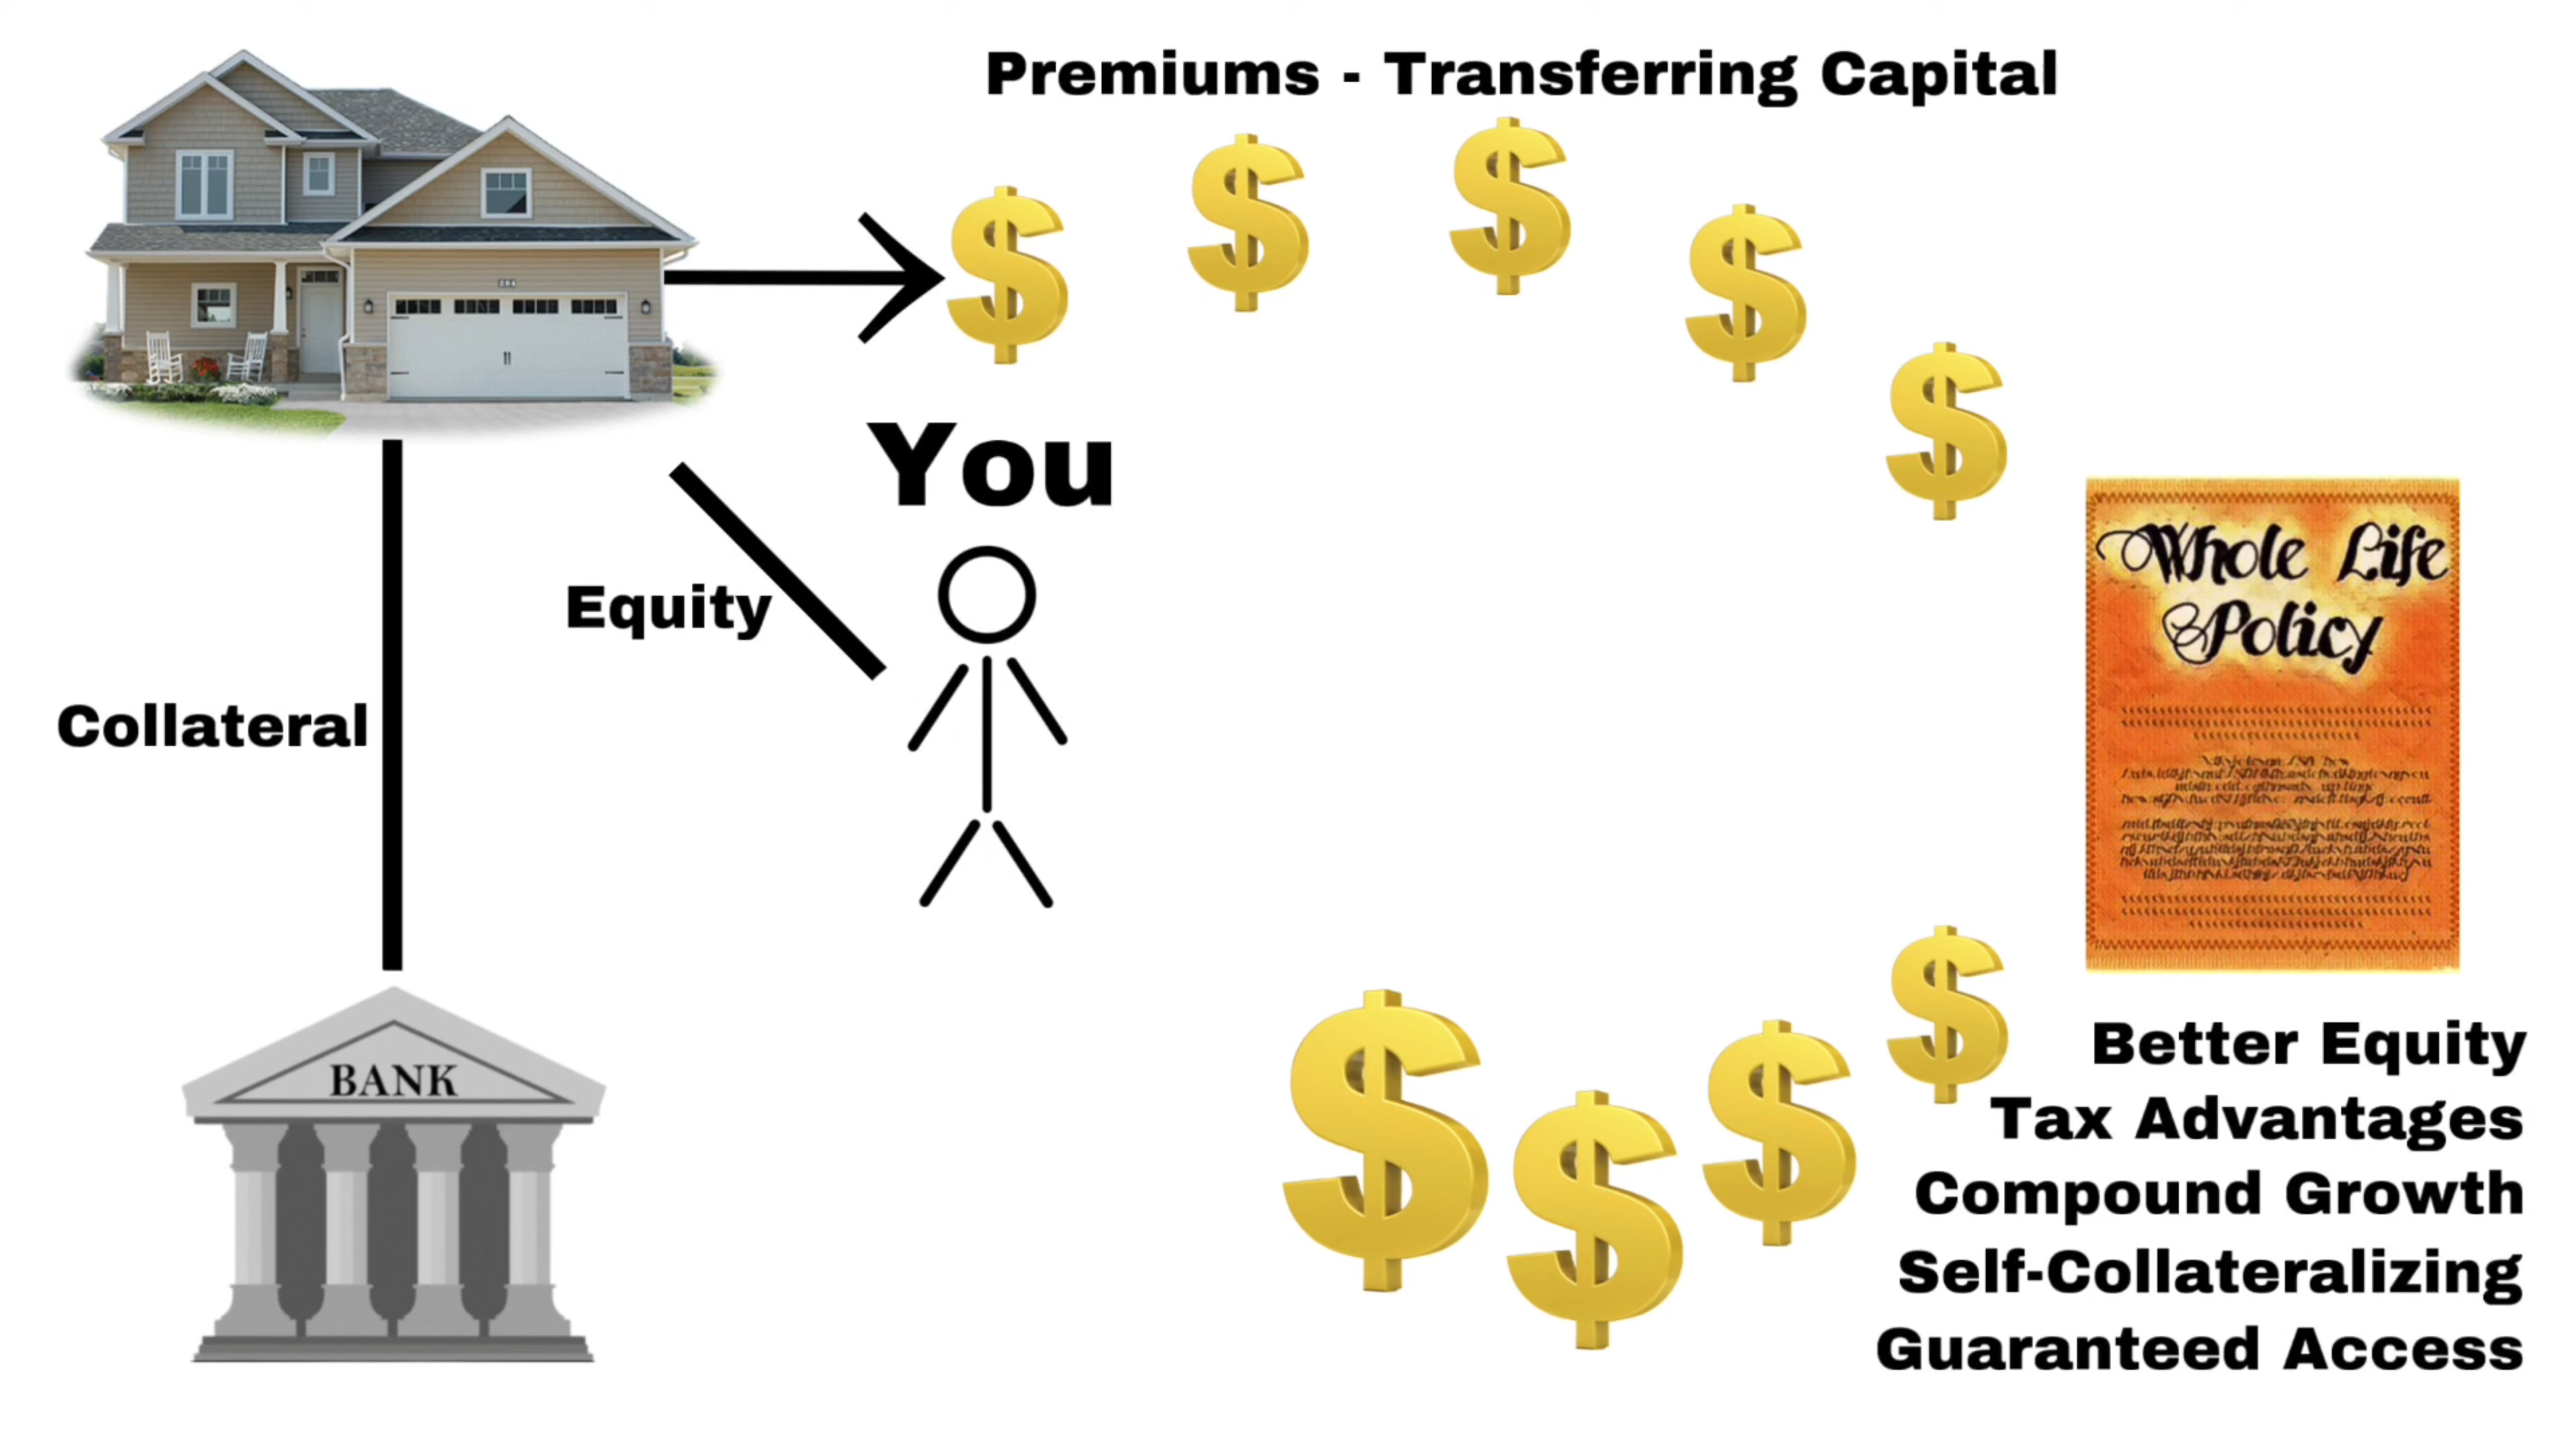 Premiums - Transferring Capital
You
Equity
Collateral
BANK
Whole Life
Policy
Better Equity
Tax Advantages
Compound Growth
Self-Collateralizing
Guaranteed Access